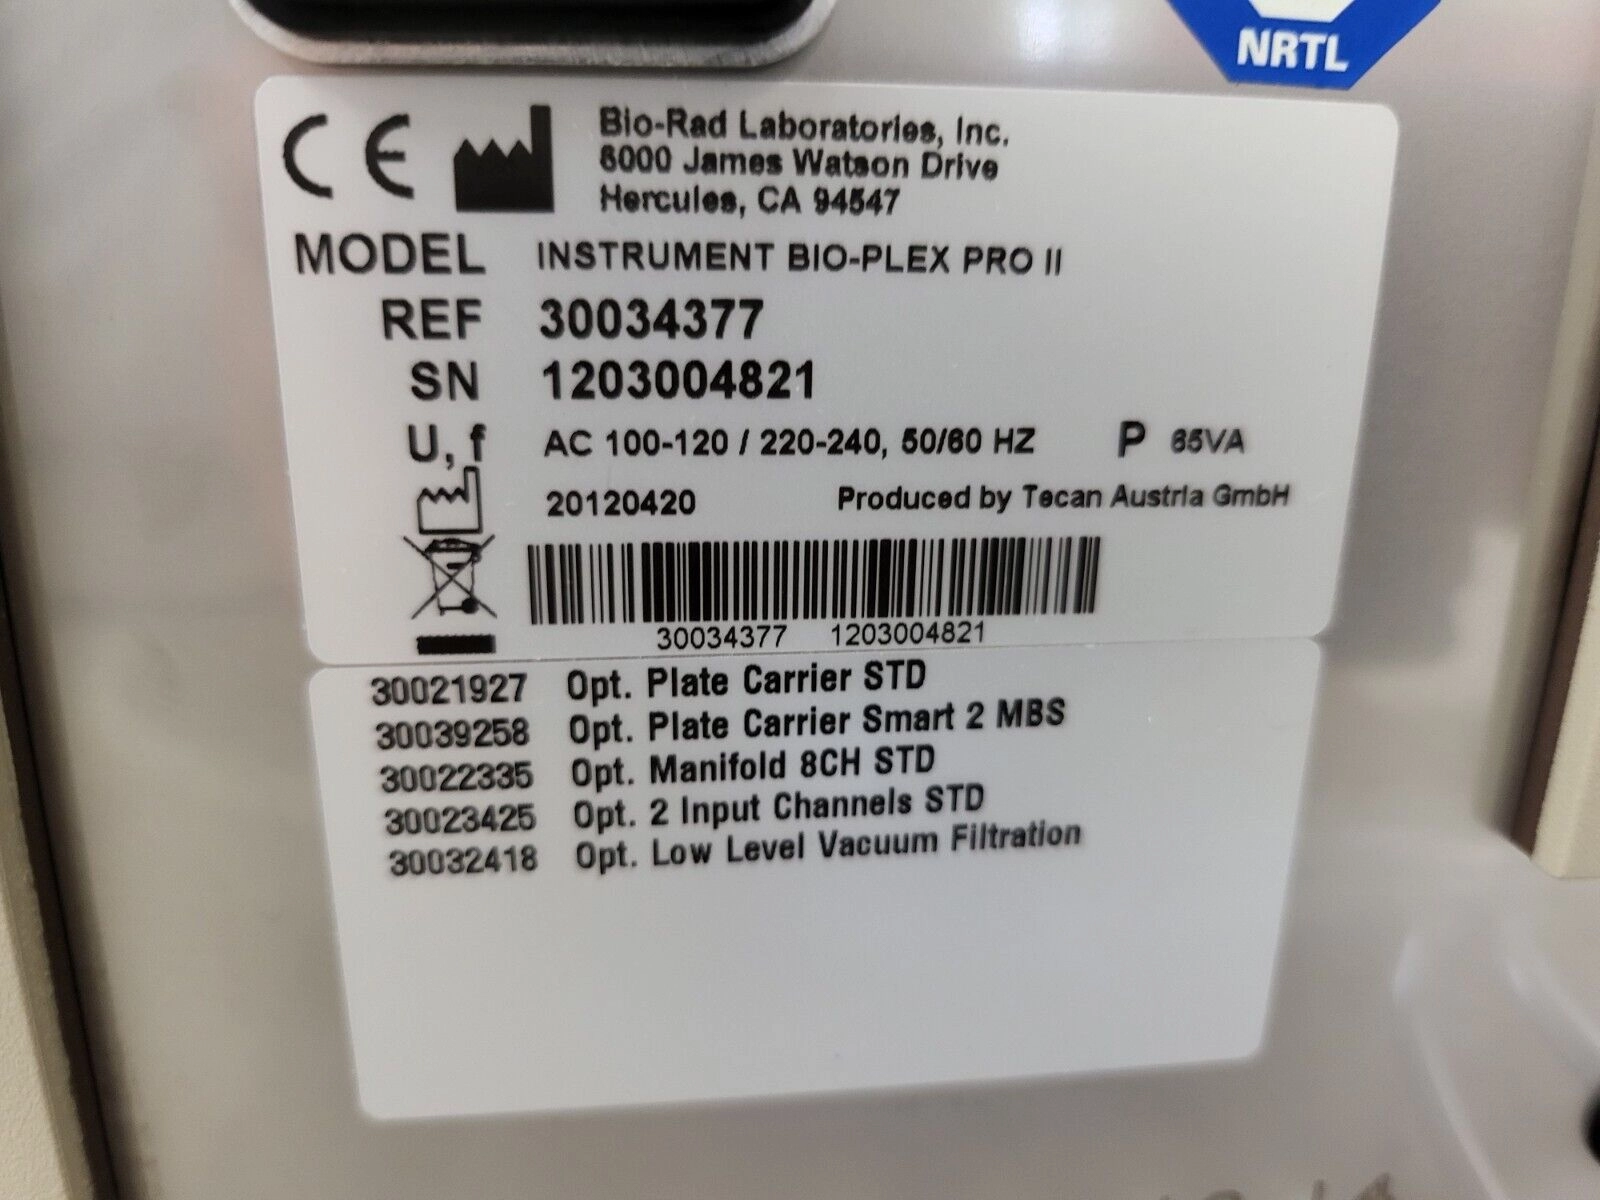 NRTL
CE
Bio-Rad Laboratories, Inc.
6000 James Watson Drive
Hercules, CA 94547
MODEL INSTRUMENT BIO-PLEX PRO II
REF 30034377
SN 1203004821
U, f AC 100-120 / 220-240, 50/60 HZ P 65VA
20120420 Produced by Tecan Austria GmbH
30034377 1203004821
30021927 Opt. Plate Carrier STD
30039258 Opt. Plate Carrier Smart 2 MBS
30022335 Opt. Manifold 8CH STD
30023425 Opt. 2 Input Channels STD
30032418 Opt. Low Level Vacuum Filtration